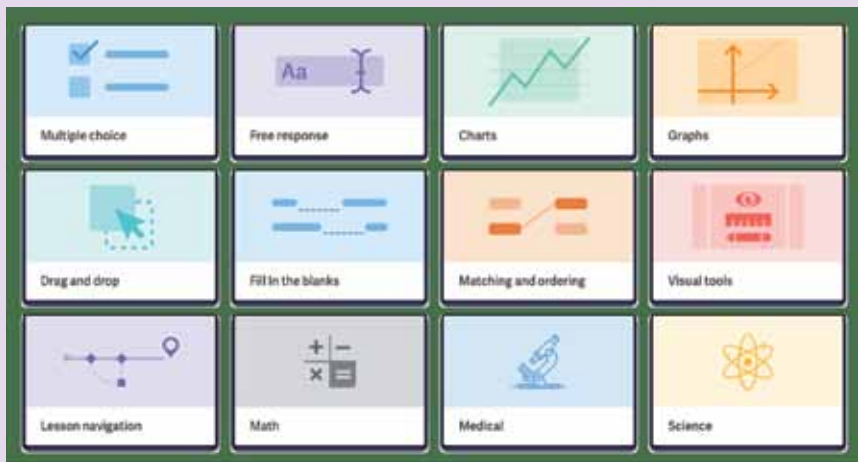 Multiple choice
Aa
Free response
Charts
Graphs
Drag and drop
Fill in the blanks
Matching and ordering
Visual tools
Lesson navigation
Math
Medical
Science